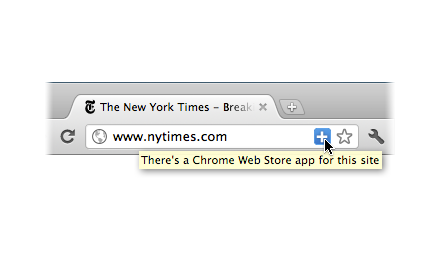 The New York Times - Break
www.nytimes.com
There's a Chrome Web Store app for this site